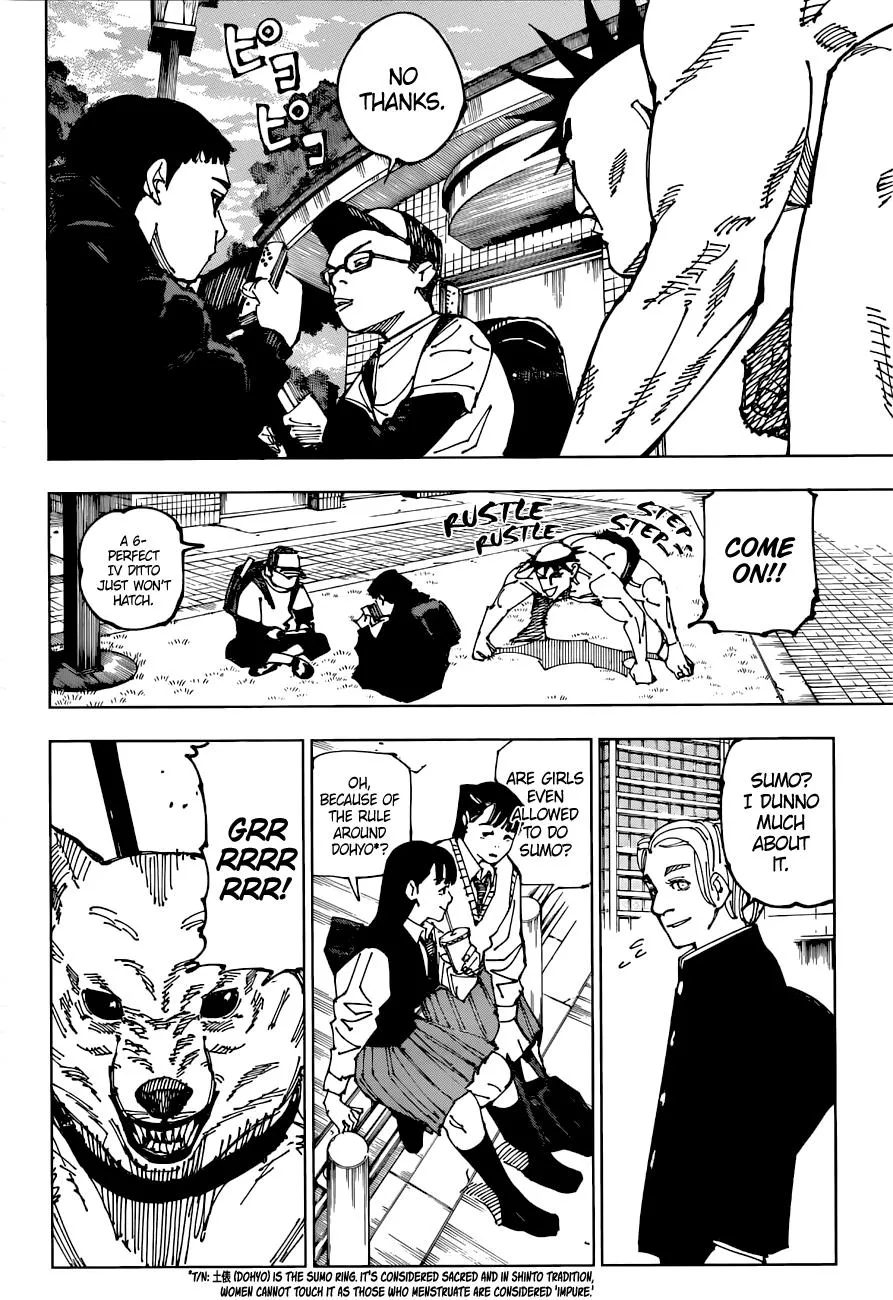 ピヨ
ピコ
NO
THANKS.
COME
ON!!
STEP
STEP
RUSTLE
RUSTLE
A 6-
PERFECT
IV DITTO
JUST WON'T
HATCH.
SUMO?
I DUNNO
MUCH
ABOUT
IT.
ARE GIRLS
EVEN
ALLOWED
TO DO
SUMO?
OH,
BECAUSE OF
THE RULE
AROUND
DOHYO*?
GRR
RRRR
RRR!
*T/N: 土俵 (DOHYO) IS THE SUMO RING. IT'S CONSIDERED SACRED AND IN SHINTO TRADITION,
WOMEN CANNOT TOUCH IT AS THOSE WHO MENSTRUATE ARE CONSIDERED 'IMPURE.'